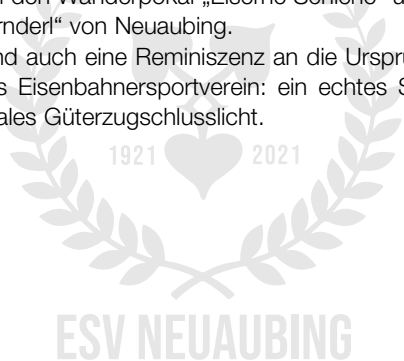 den Wanderpokal „Eiserne Schiene“
rnderl“ von Neuaubing.
nd auch eine Reminiszenz an die
s Eisenbahnersportverein: ein echtes
ales Güterzugschlusslicht.
1921 2021
ESV NEUAUBING